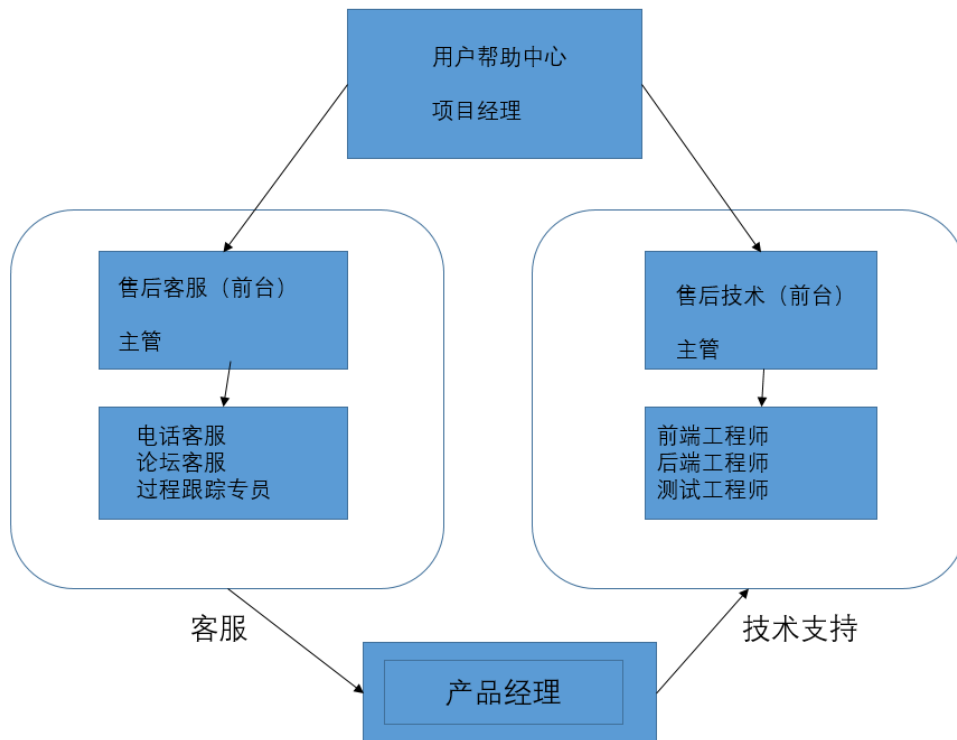 用户帮助中心
项目经理
售后客服（前台）
主管
售后技术（前台）
主管
电话客服
论坛客服
过程跟踪专员
前端工程师
后端工程师
测试工程师
客服
技术支持
产品经理